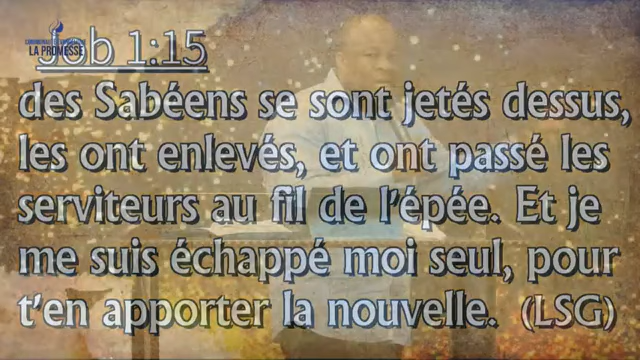 LA PROMESSE
Job 1:15
des Sabéens se sont jetés dessus,
les ont enlevés, et ont passé les
serviteurs au fil de l'épée. Et je
me suis échappé moi seul, pour
t'en apporter la nouvelle. (LSG)